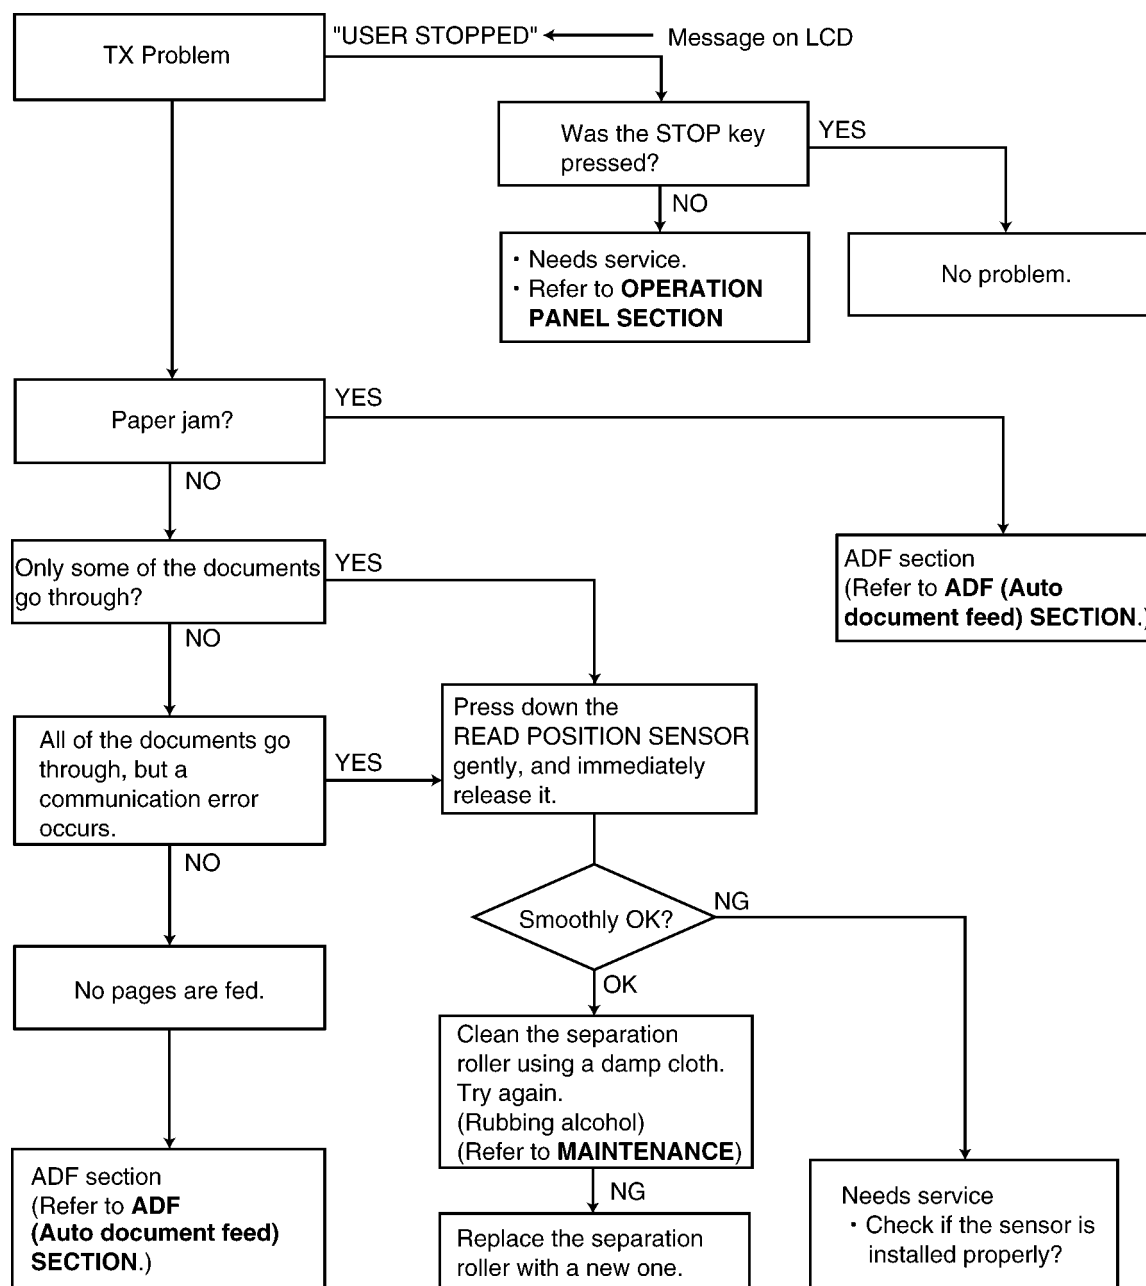 TX Problem
"USER STOPPED"
Message on LCD
Was the STOP key
pressed?
YES
NO
· Needs service.
· Refer to OPERATION
PANEL SECTION
No problem.
Paper jam?
YES
NO
Only some of the documents
go through?
YES
NO
ADF section
(Refer to ADF (Auto
document feed) SECTION.)
All of the documents go
through, but a
communication error
occurs.
YES
NO
Press down the
READ POSITION SENSOR
gently, and immediately
release it.
Smoothly OK?
NG
OK
No pages are fed.
Clean the separation
roller using a damp cloth.
Try again.
(Rubbing alcohol)
(Refer to MAINTENANCE)
NG
ADF section
(Refer to ADF
(Auto document feed)
SECTION.)
Replace the separation
roller with a new one.
Needs service
· Check if the sensor is
installed properly?